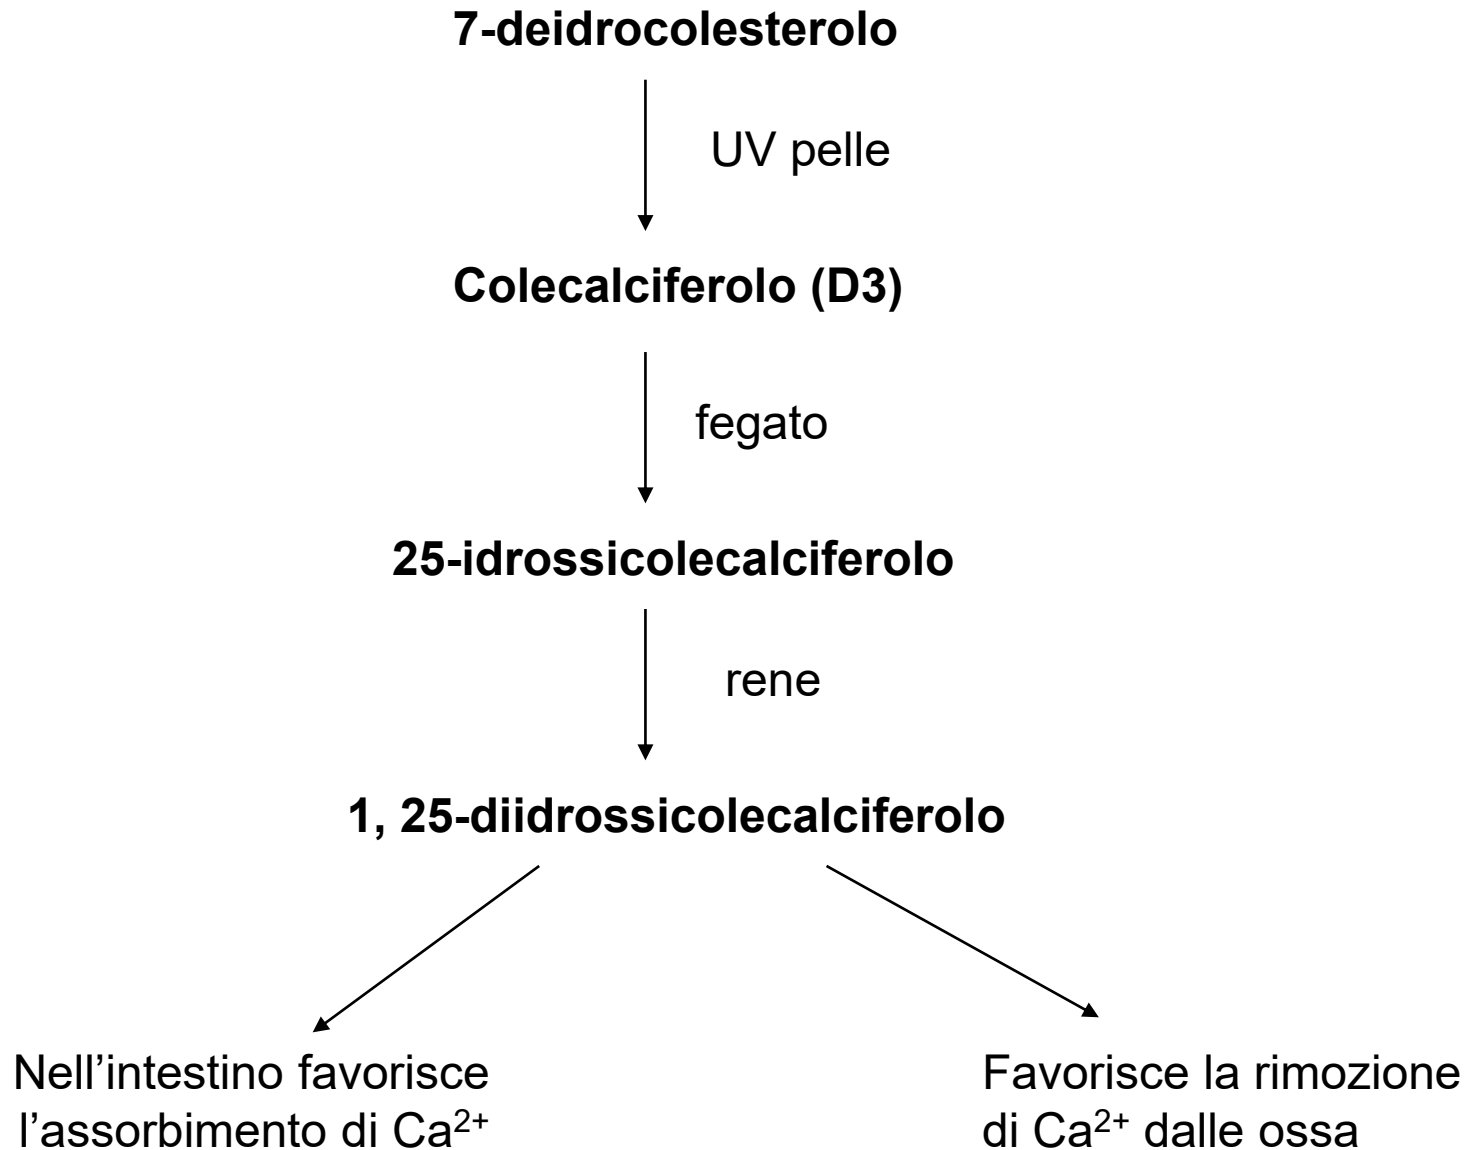 7-deidrocolesterolo
UV pelle
Colecalciferolo (D3)
fegato
25-idrossicolecalciferolo
rene
1, 25-diidrossicolecalciferolo
Nell’intestino favorisce
l’assorbimento di Ca²⁺
Favorisce la rimozione
di Ca²⁺ dalle ossa